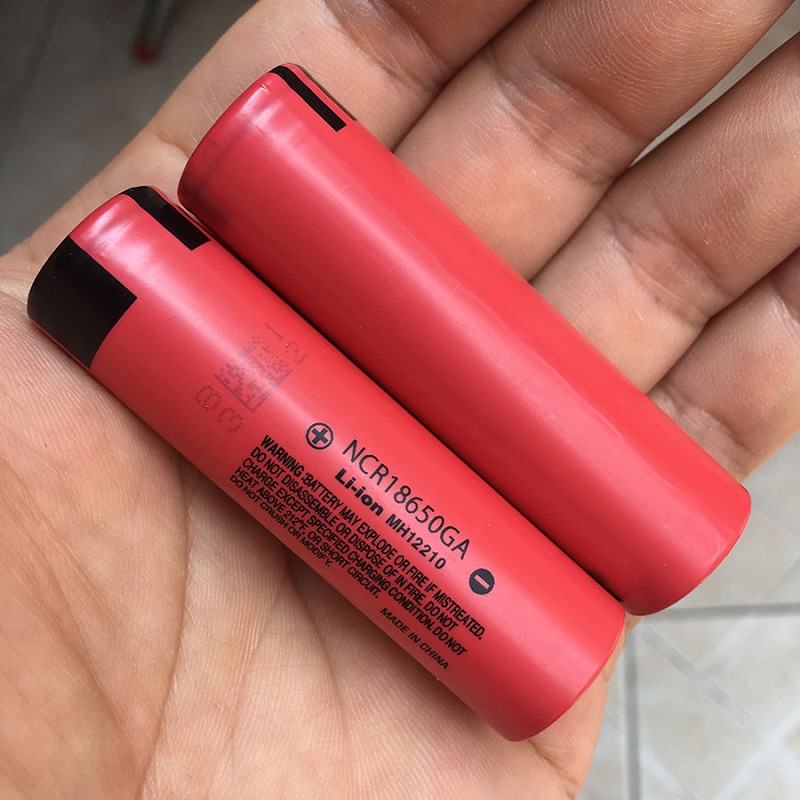 ⊕ NCR18650GA ⊖
Li-ion MH12210
WARNING :BATTERY MAY EXPLODE OR FIRE IF MISTREATED.
DO NOT DISASSEMBLE OR DISPOSE OF IN FIRE. DO NOT
CHARGE EXCEPT SPECIFIED CHARGING CONDITION. DO NOT
HEAT ABOVE 212°F. OR SHORT CIRCUIT.
DO NOT CRUSH OR MODIFY.
MADE IN CHINA